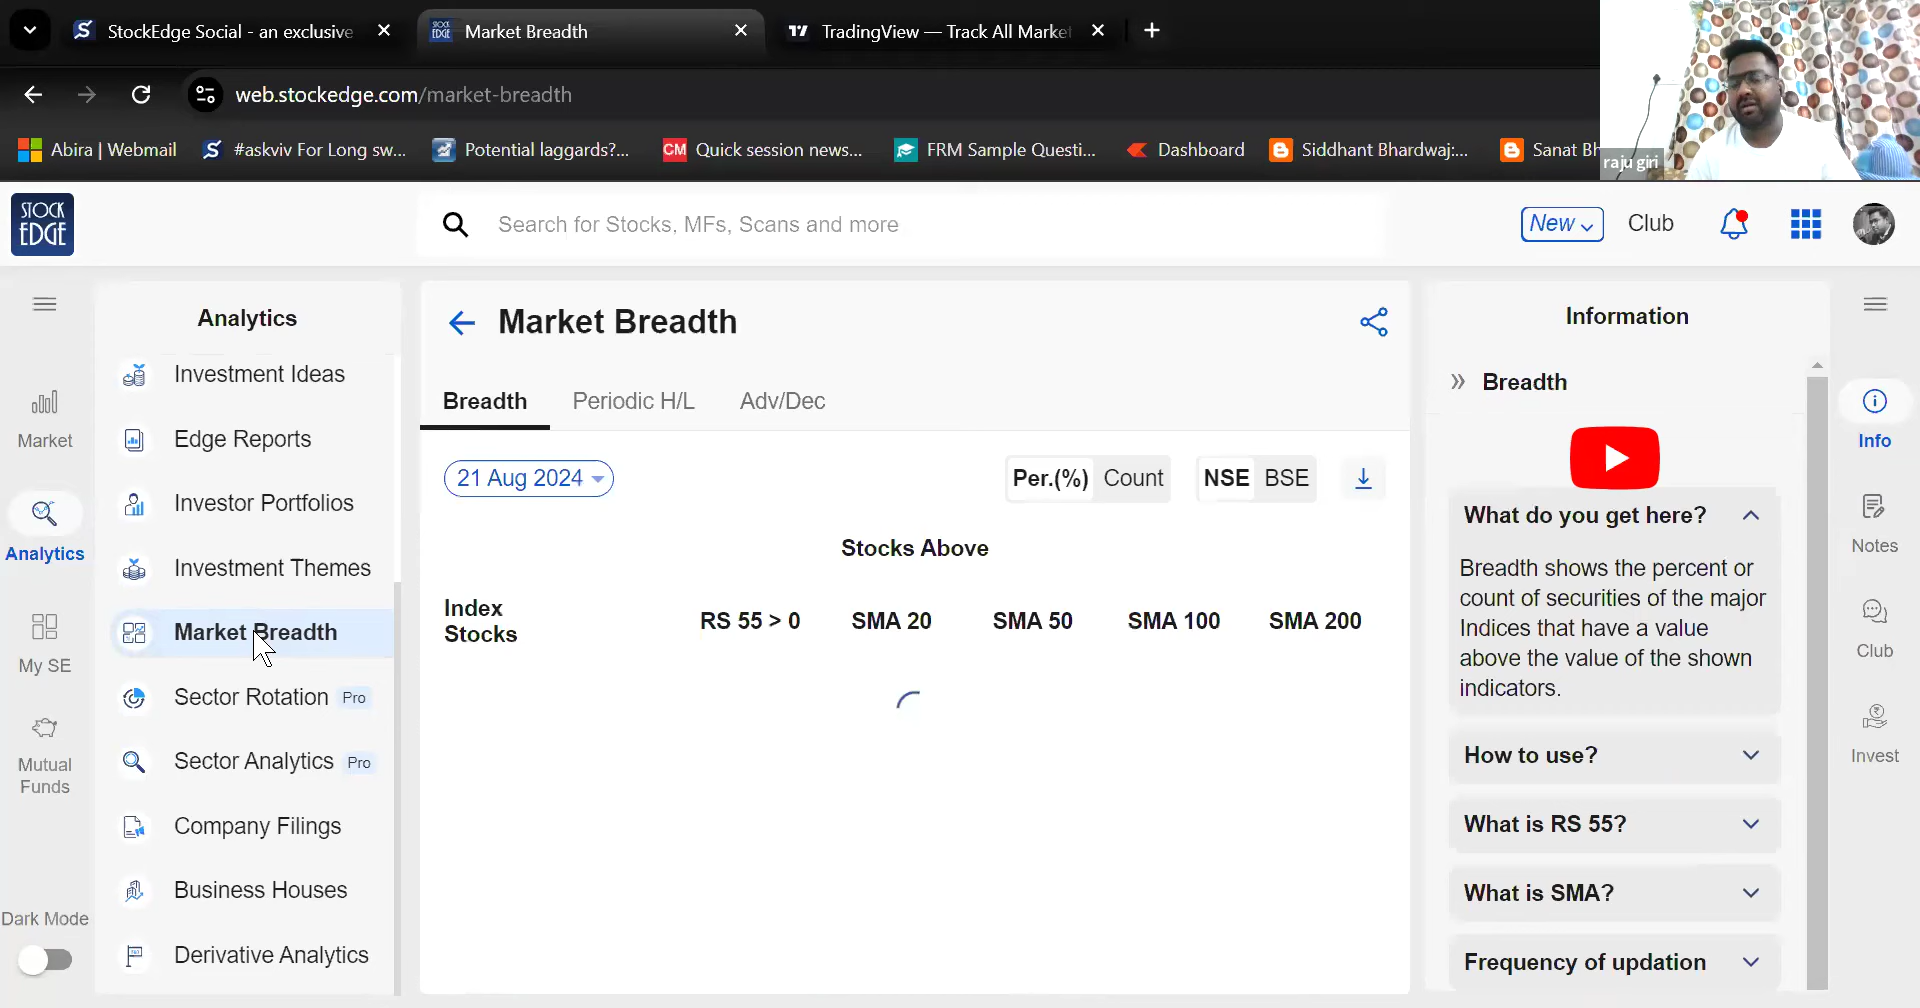 StockEdge Social - an exclusive
Market Breadth
TradingView — Track All Market
web.stockedge.com/market-breadth
Abira | Webmail
#askviv For Long sw...
Potential laggards?...
CM Quick session news...
FRM Sample Questi...
Dashboard
Siddhant Bhardwaj:...
Sanat Bh
raju giri
STOCK
EDGE
Search for Stocks, MFs, Scans and more
New
Club
Market
Analytics
My SE
Mutual
Funds
Dark Mode
Analytics
Investment Ideas
Edge Reports
Investor Portfolios
Investment Themes
Market Breadth
Sector Rotation Pro
Sector Analytics Pro
Company Filings
Business Houses
Derivative Analytics
Market Breadth
Breadth Periodic H/L Adv/Dec
21 Aug 2024
Per.(%) Count
NSE BSE
Stocks Above
Index
Stocks
RS 55 > 0 SMA 20 SMA 50 SMA 100 SMA 200
Information
Breadth
What do you get here?
Breadth shows the percent or
count of securities of the major
Indices that have a value
above the value of the shown
indicators.
How to use?
What is RS 55?
What is SMA?
Frequency of updation
Info
Notes
Club
Invest